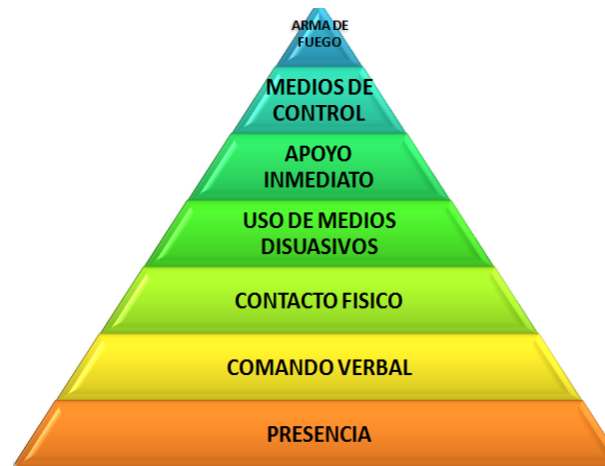 ARMA DE
FUEGO
MEDIOS DE
CONTROL
APOYO
INMEDIATO
USO DE MEDIOS
DISUASIVOS
CONTACTO FISICO
COMANDO VERBAL
PRESENCIA